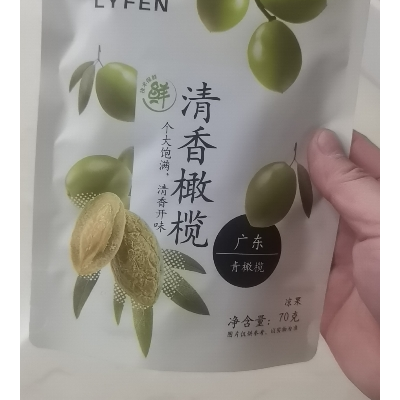 LYFEN
鲜
清香橄榄
个大饱满，清香开味
广东
青橄榄
凉果
净含量：70克